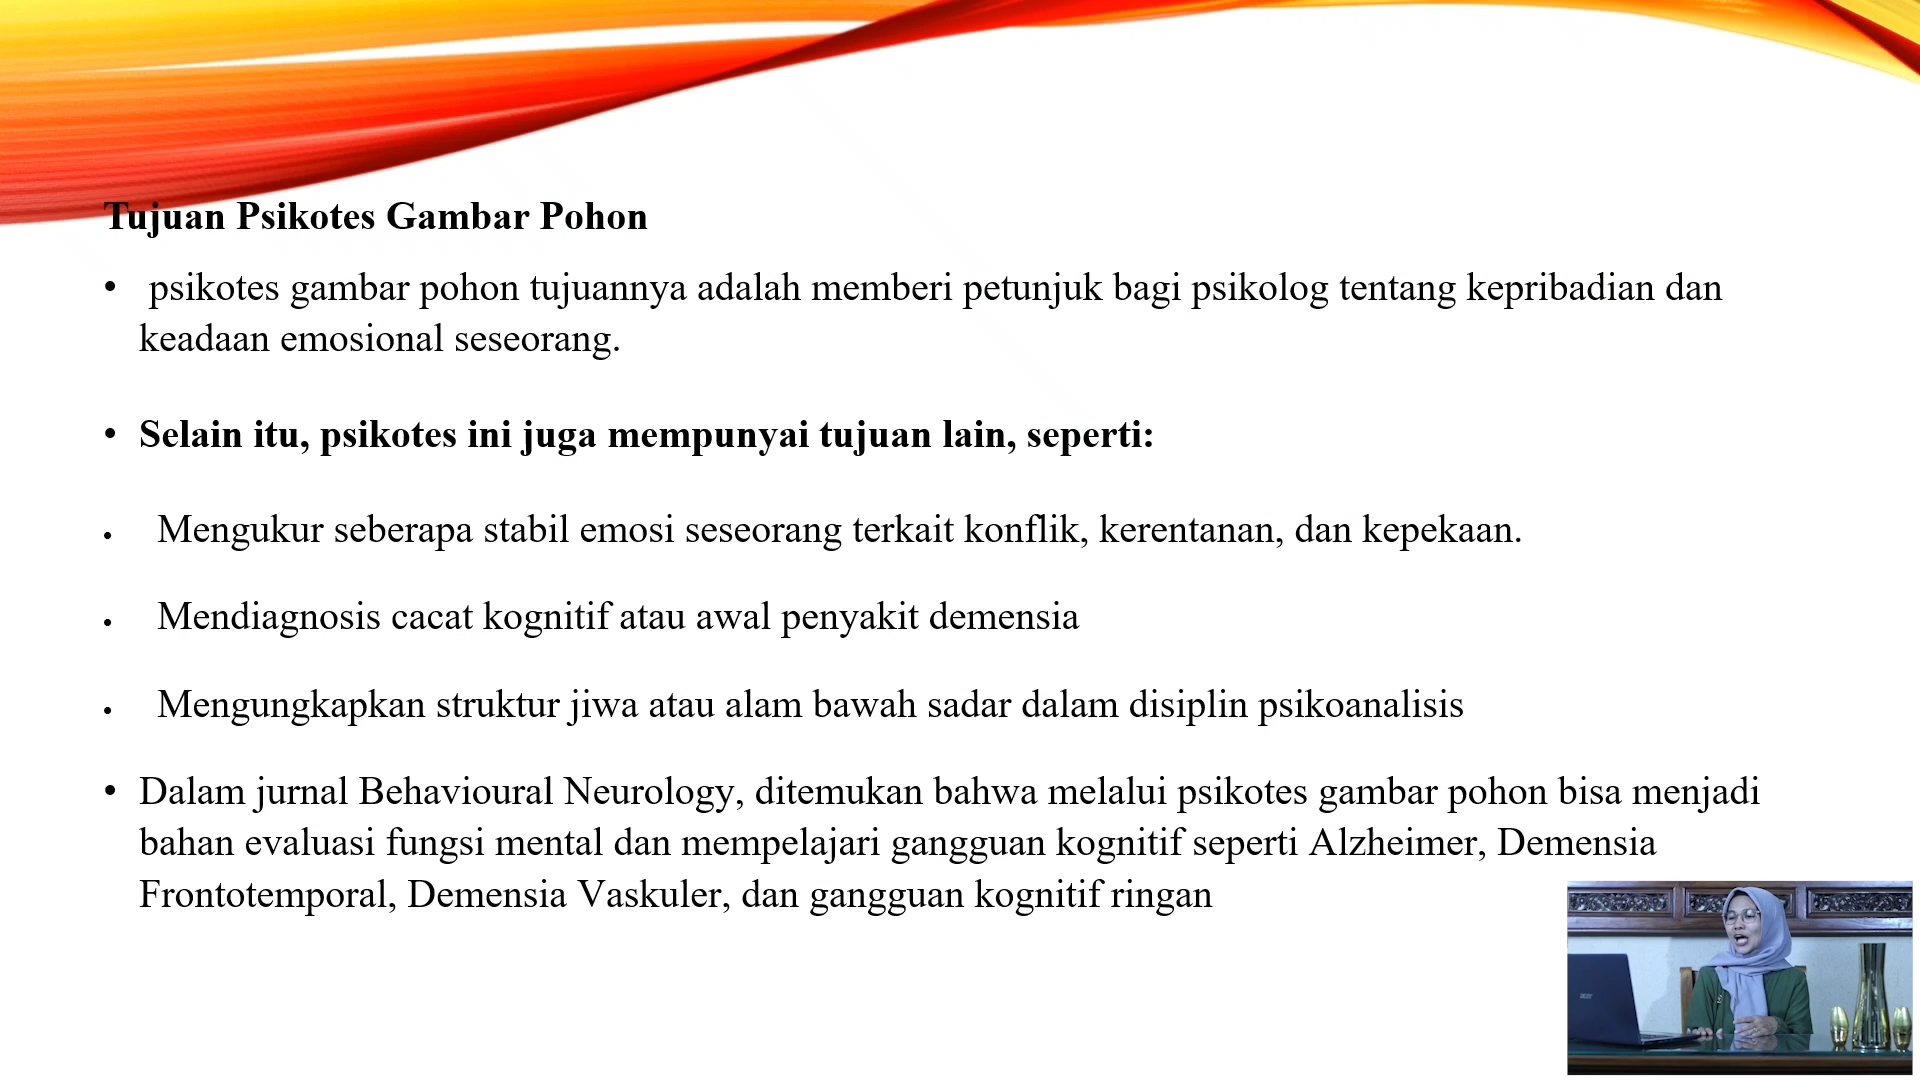 Tujuan Psikotes Gambar Pohon
• psikotes gambar pohon tujuannya adalah memberi petunjuk bagi psikolog tentang kepribadian dan
keadaan emosional seseorang.
• Selain itu, psikotes ini juga mempunyai tujuan lain, seperti:
• Mengukur seberapa stabil emosi seseorang terkait konflik, kerentanan, dan kepekaan.
• Mendiagnosis cacat kognitif atau awal penyakit demensia
• Mengungkapkan struktur jiwa atau alam bawah sadar dalam disiplin psikoanalisis
• Dalam jurnal Behavioural Neurology, ditemukan bahwa melalui psikotes gambar pohon bisa menjadi
bahan evaluasi fungsi mental dan mempelajari gangguan kognitif seperti Alzheimer, Demensia
Frontotemporal, Demensia Vaskuler, dan gangguan kognitif ringan
acer